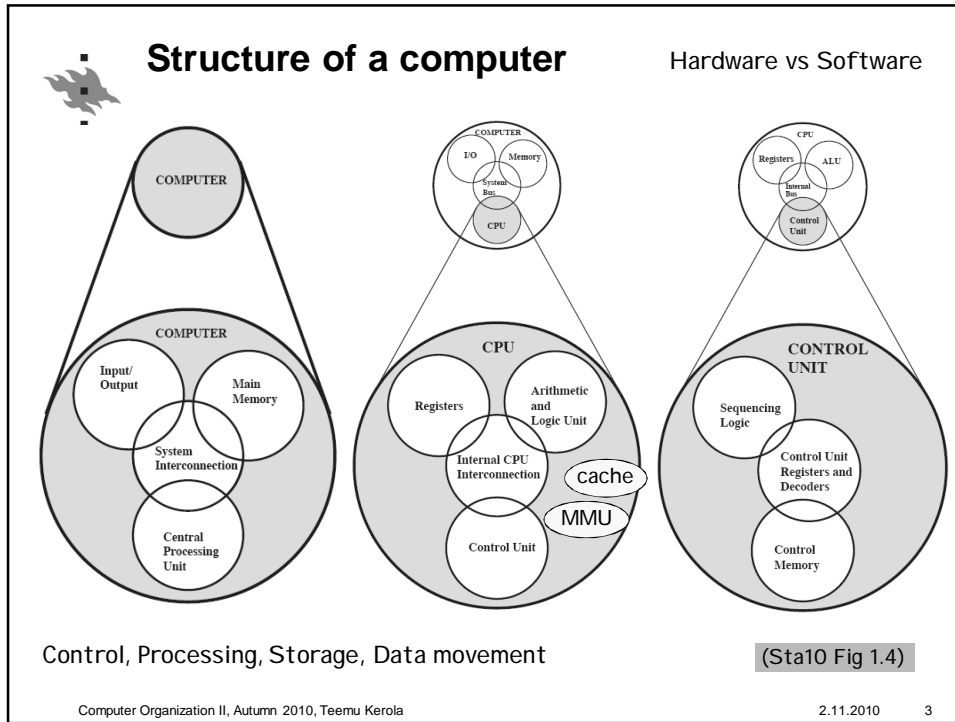 Structure of a computer
Hardware vs Software
COMPUTER
COMPUTER
Input/
Output
Main
Memory
System
Interconnection
Central
Processing
Unit
COMPUTER
I/O
Memory
System
Bus
CPU
CPU
Registers
Arithmetic
and
Logic Unit
Internal CPU
Interconnection
cache
MMU
Control Unit
CPU
Registers
ALU
Internal
Bus
Control
Unit
CONTROL
UNIT
Sequencing
Logic
Control Unit
Registers and
Decoders
Control
Memory
Control, Processing, Storage, Data movement
(Sta10 Fig 1.4)
Computer Organization II, Autumn 2010, Teemu Kerola
2.11.2010
3